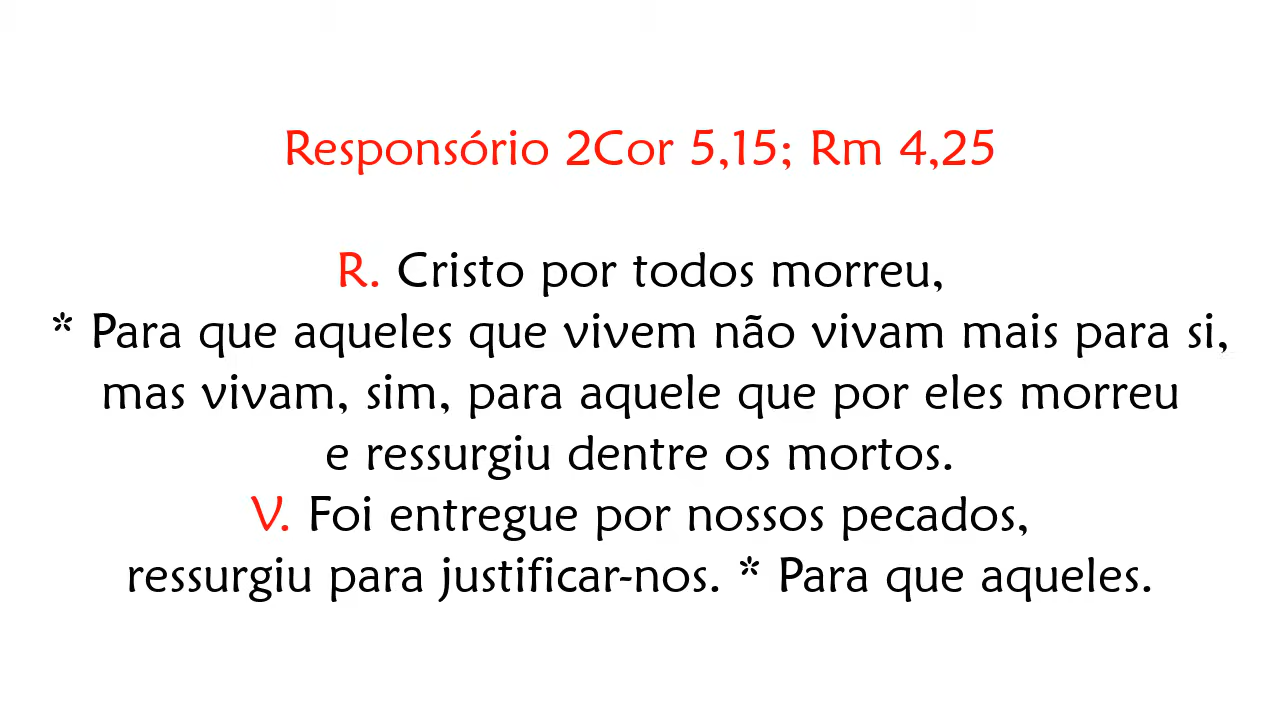 Responsório 2Cor 5,15; Rm 4,25
R. Cristo por todos morreu,
* Para que aqueles que vivem não vivam mais para si,
mas vivam, sim, para aquele que por eles morreu
e ressurgiu dentre os mortos.
V. Foi entregue por nossos pecados,
ressurgiu para justificar-nos. * Para que aqueles.